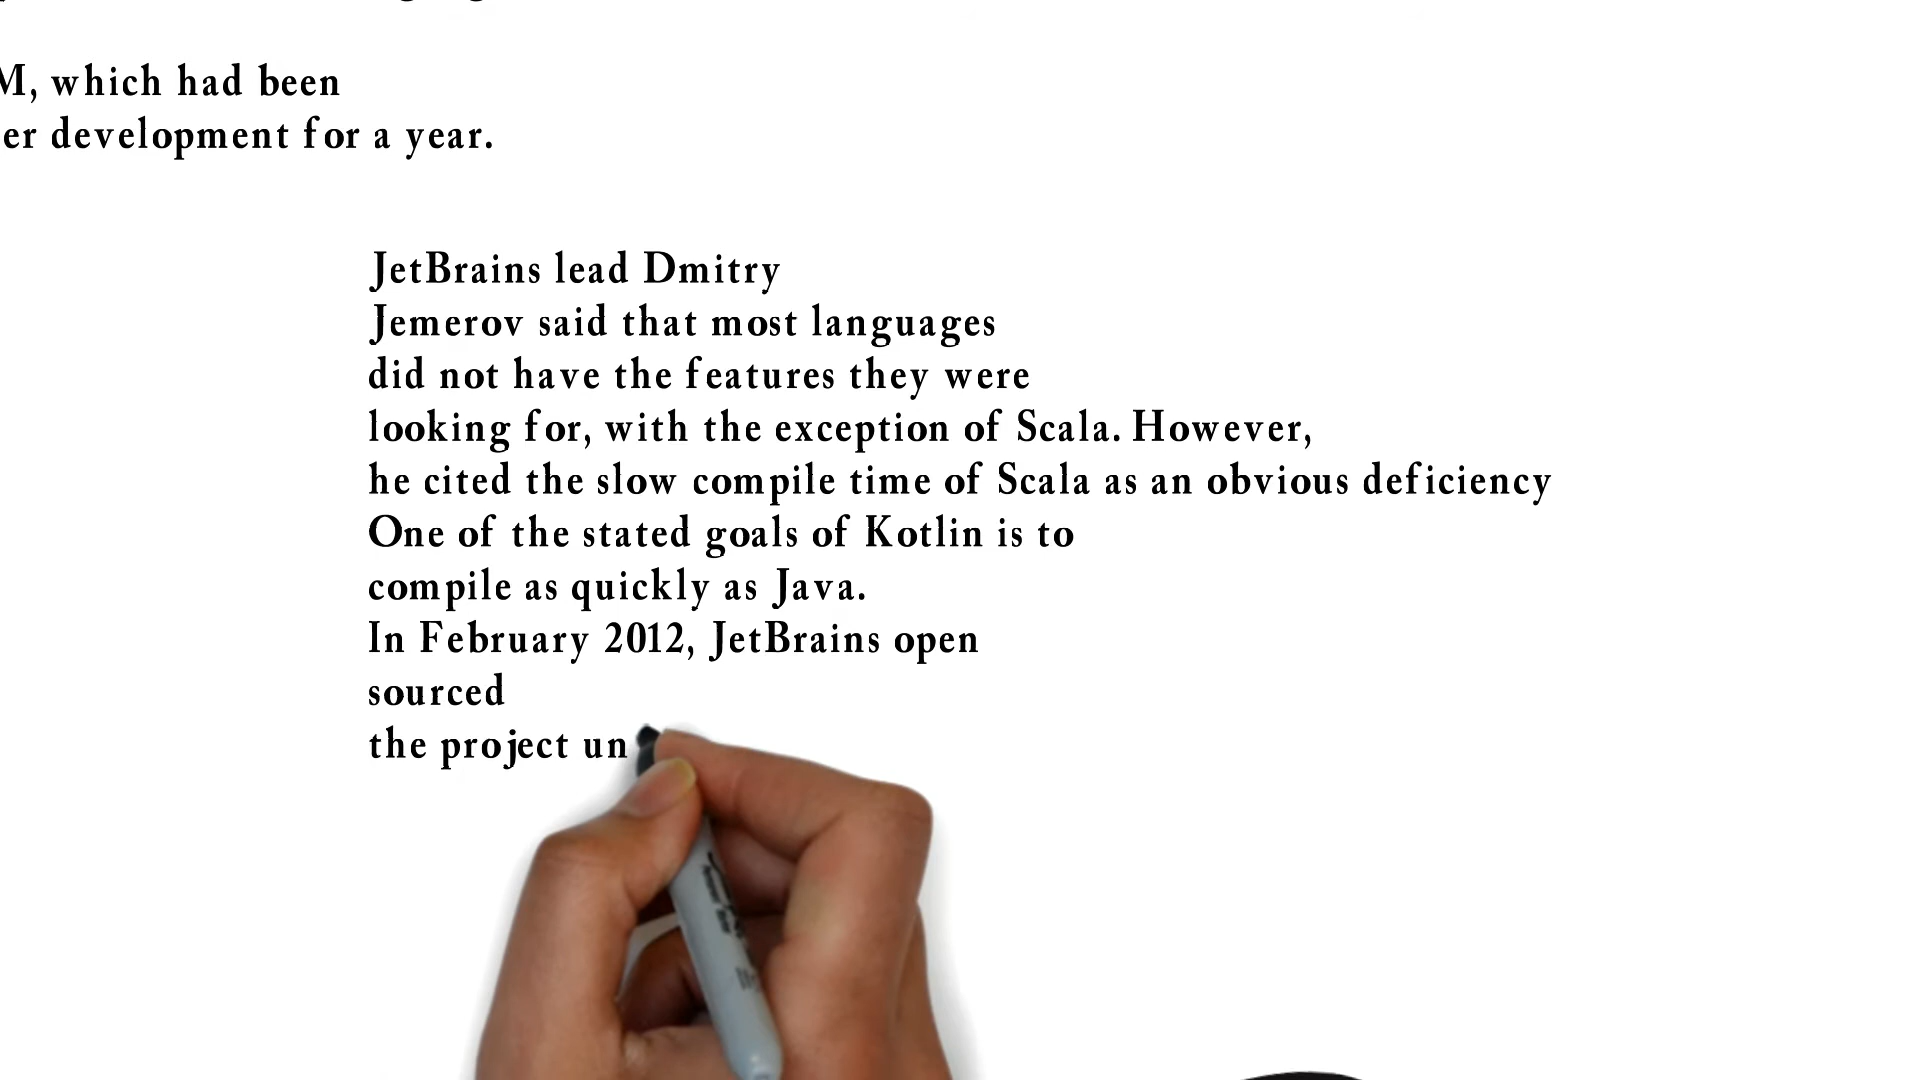 M, which had been
er development for a year.
JetBrains lead Dmitry
Jemerov said that most languages
did not have the features they were
looking for, with the exception of Scala. However,
he cited the slow compile time of Scala as an obvious deficiency
One of the stated goals of Kotlin is to
compile as quickly as Java.
In February 2012, JetBrains open
sourced
the project un